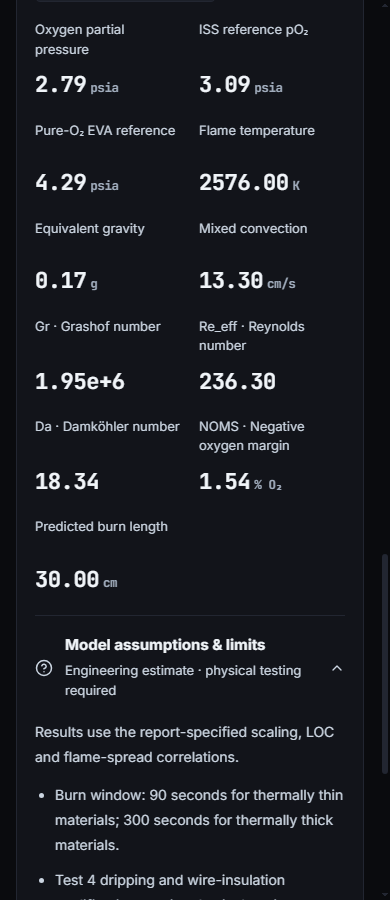 Oxygen partial
pressure
ISS reference pO₂
2.79 psia
3.09 psia
Pure-O₂ EVA reference
Flame temperature
4.29 psia
2576.00 K
Equivalent gravity
Mixed convection
0.17 g
13.30 cm/s
Gr · Grashof number
Re_eff · Reynolds
number
1.95e+6
236.30
Da · Damköhler number
NOMS · Negative
oxygen margin
18.34
1.54 % O₂
Predicted burn length
30.00 cm
Model assumptions & limits
Engineering estimate · physical testing
required
Results use the report-specified scaling, LOC
and flame-spread correlations.
• Burn window: 90 seconds for thermally thin
materials; 300 seconds for thermally thick
materials.
• Test 4 dripping and wire-insulation